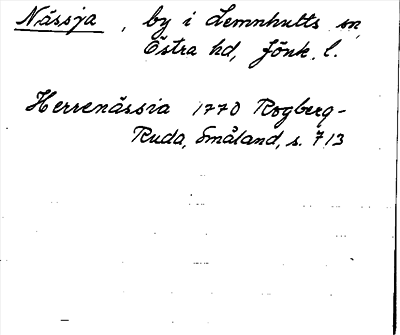 Nässja, by i Lemnhults sn,
Östra hd, Jönk. l.
Herrenässia 1770 Rogberg-
Ruda, Småland, s. 713